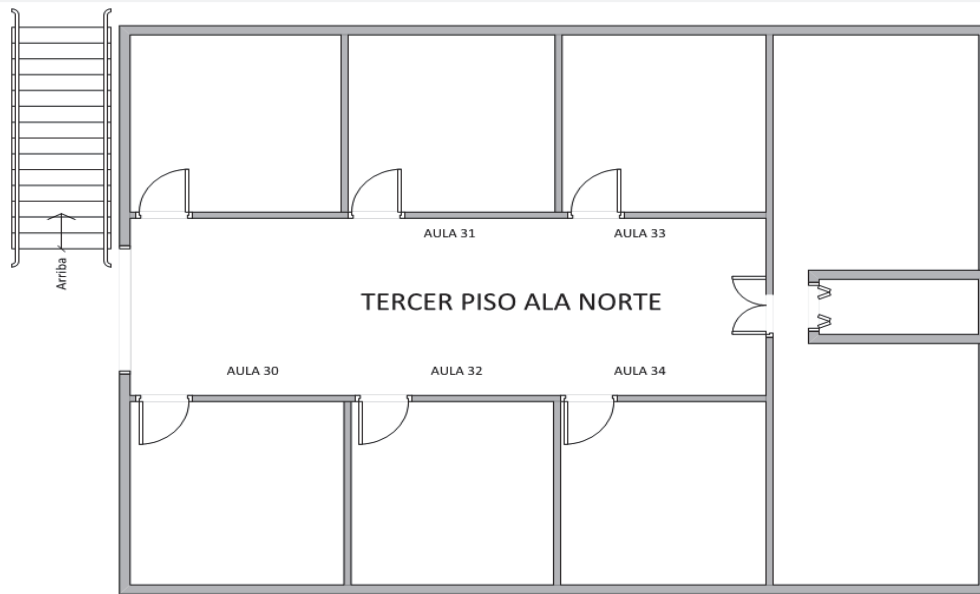 AULA 31
AULA 33
Arriba
TERCER PISO ALA NORTE
AULA 30
AULA 32
AULA 34